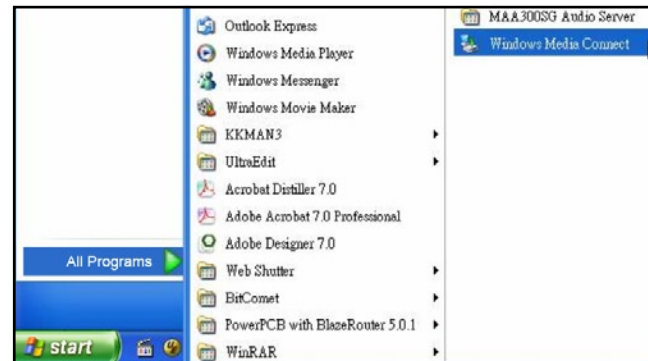 Outlook Express
Windows Media Player
Windows Messenger
Windows Movie Maker
KKMAN3
UltraEdit
Acrobat Distiller 7.0
Adobe Acrobat 7.0 Professional
Adobe Designer 7.0
Web Shutter
BitComet
PowerPCB with BlazeRouter 5.0.1
WinRAR
MAA300SG Audio Server
Windows Media Connect
All Programs
start